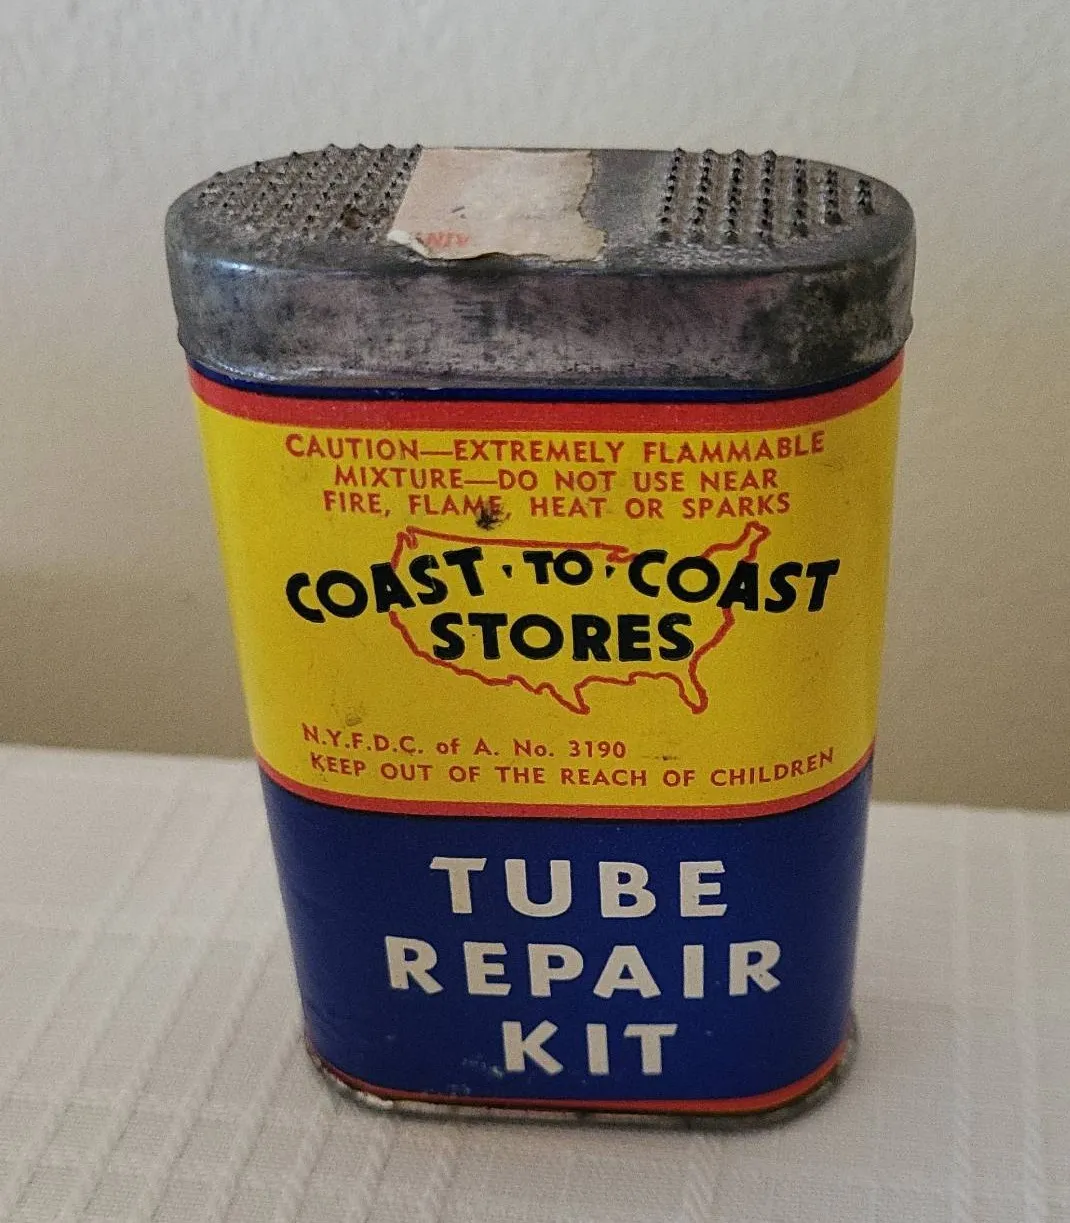 CAUTION—EXTREMELY FLAMMABLE
MIXTURE—DO NOT USE NEAR
FIRE, FLAME, HEAT OR SPARKS
COAST·TO·COAST
STORES
N.Y.F.D.C. of A. No. 3190
KEEP OUT OF THE REACH OF CHILDREN
TUBE
REPAIR
KIT